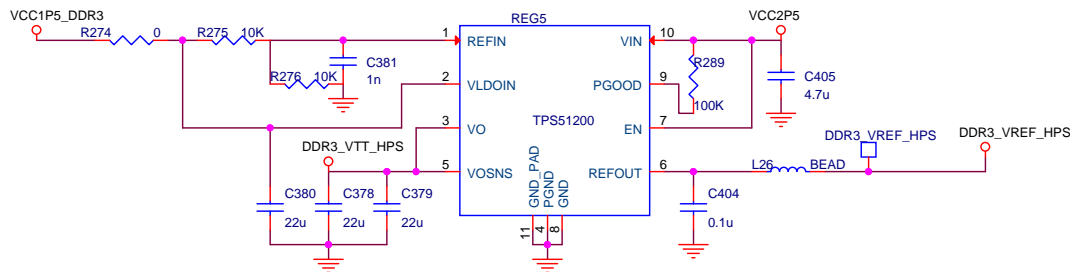 VCC1P5_DDR3
REG5
VCC2P5
R274 0 R275 10K
1 REFIN VIN 10
R276 10K C381 1n
R289 100K
C405 4.7u
2 VLDOIN PGOOD 9
TPS51200
3 VO EN 7
DDR3_VTT_HPS
DDR3_VREF_HPS DDR3_VREF_HPS
5 VOSNS REFOUT 6 L26 BEAD
GND_PAD PGND GND
11 4 8
C380 22u C378 22u C379 22u
C404 0.1u